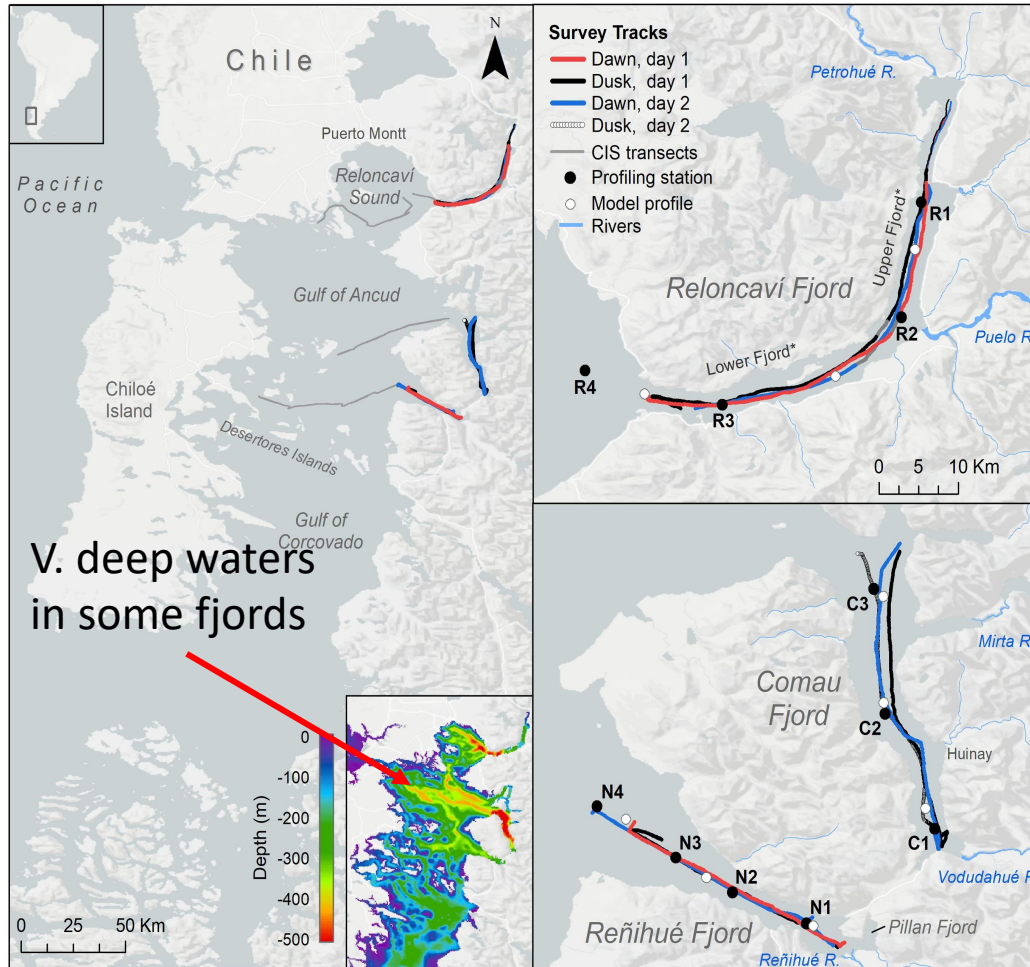 Chile
N
Puerto Montt
Reloncaví
Sound
Pacific
Ocean
Gulf of Ancud
Chiloé
Island
Desertores Islands
Gulf of
Corcovado
V. deep waters
in some fjords
0
-100
-200
-300
-400
-500
Depth (m)
0 25 50 Km
Survey Tracks
Dawn, day 1
Dusk, day 1
Dawn, day 2
Dusk, day 2
CIS transects
Profiling station
Model profile
Rivers
Petrohué R.
R1
Upper Fjord*
Reloncaví Fjord
R2
Puelo R
Lower Fjord*
R4
R3
0 5 10 Km
C3
Mirta R
Comau
Fjord
C2
Huinay
N4
C1
N3
Vodudahué R
N2
N1
Pillan Fjord
Reñihué Fjord
Reñihué R.